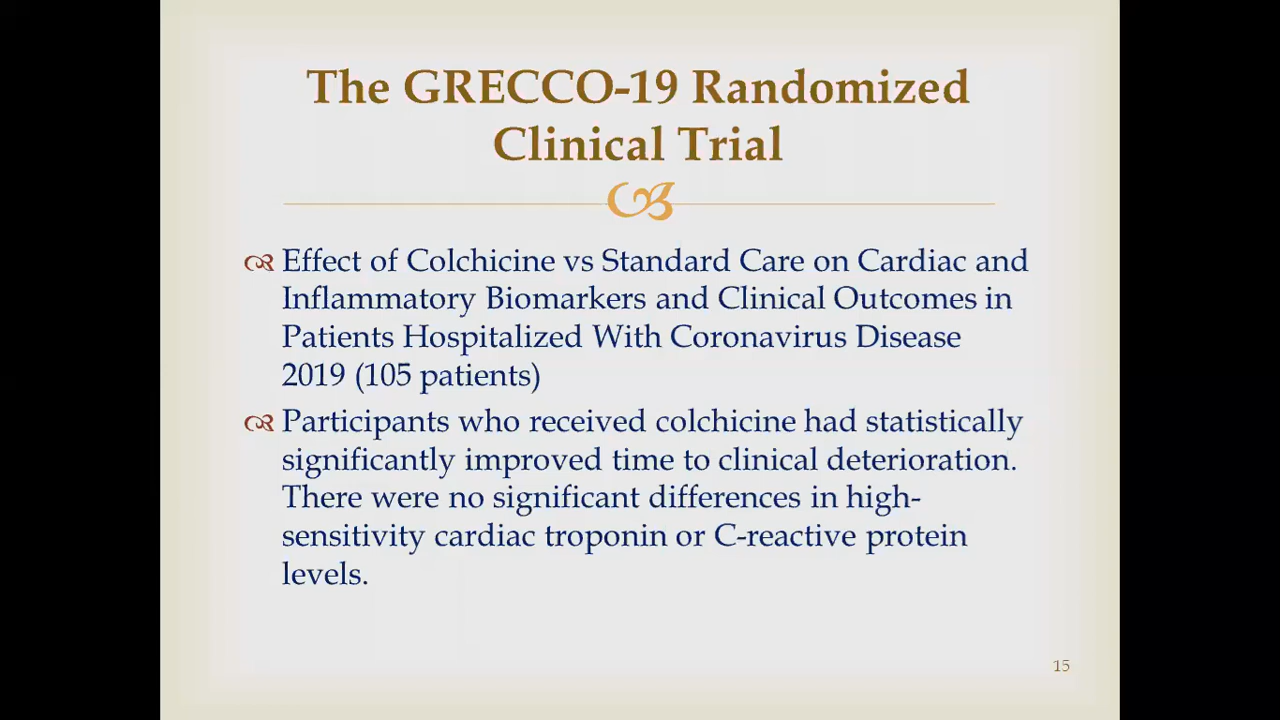 The GRECCO-19 Randomized
Clinical Trial
Effect of Colchicine vs Standard Care on Cardiac and
Inflammatory Biomarkers and Clinical Outcomes in
Patients Hospitalized With Coronavirus Disease
2019 (105 patients)
Participants who received colchicine had statistically
significantly improved time to clinical deterioration.
There were no significant differences in high-
sensitivity cardiac troponin or C-reactive protein
levels.
15